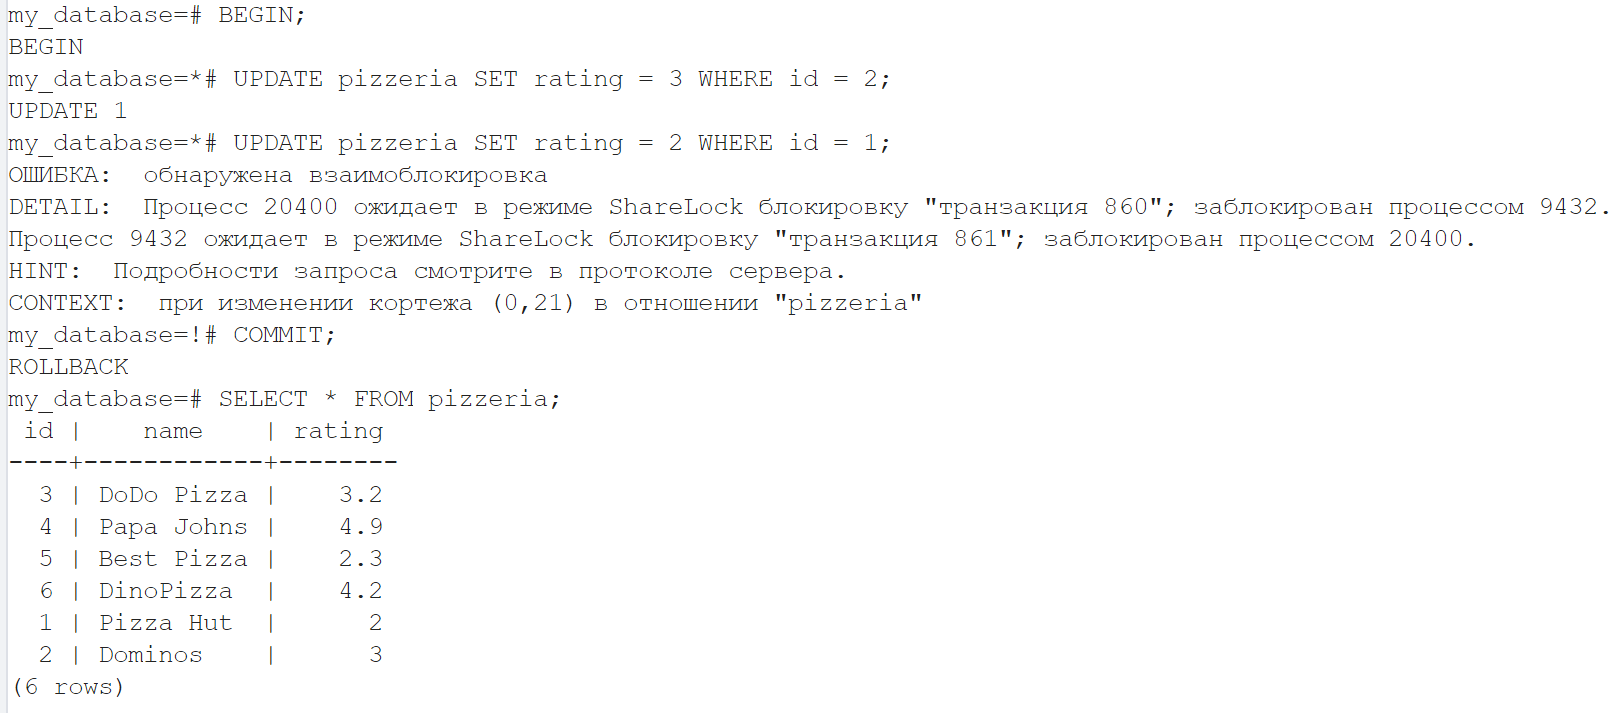 my_database=# BEGIN;
BEGIN
my_database=*# UPDATE pizzeria SET rating = 3 WHERE id = 2;
UPDATE 1
my_database=*# UPDATE pizzeria SET rating = 2 WHERE id = 1;
ОШИБКА:  обнаружена взаимоблокировка
DETAIL:  Процесс 20400 ожидает в режиме ShareLock блокировку "транзакция 860"; заблокирован процессом 9432.
Процесс 9432 ожидает в режиме ShareLock блокировку "транзакция 861"; заблокирован процессом 20400.
HINT:  Подробности запроса смотрите в протоколе сервера.
CONTEXT:  при изменении кортежа (0,21) в отношении "pizzeria"
my_database=!# COMMIT;
ROLLBACK
my_database=# SELECT * FROM pizzeria;
 id |    name    | rating
----+------------+--------
  3 | DoDo Pizza |    3.2
  4 | Papa Johns |    4.9
  5 | Best Pizza |    2.3
  6 | DinoPizza  |    4.2
  1 | Pizza Hut  |      2
  2 | Dominos    |      3
(6 rows)